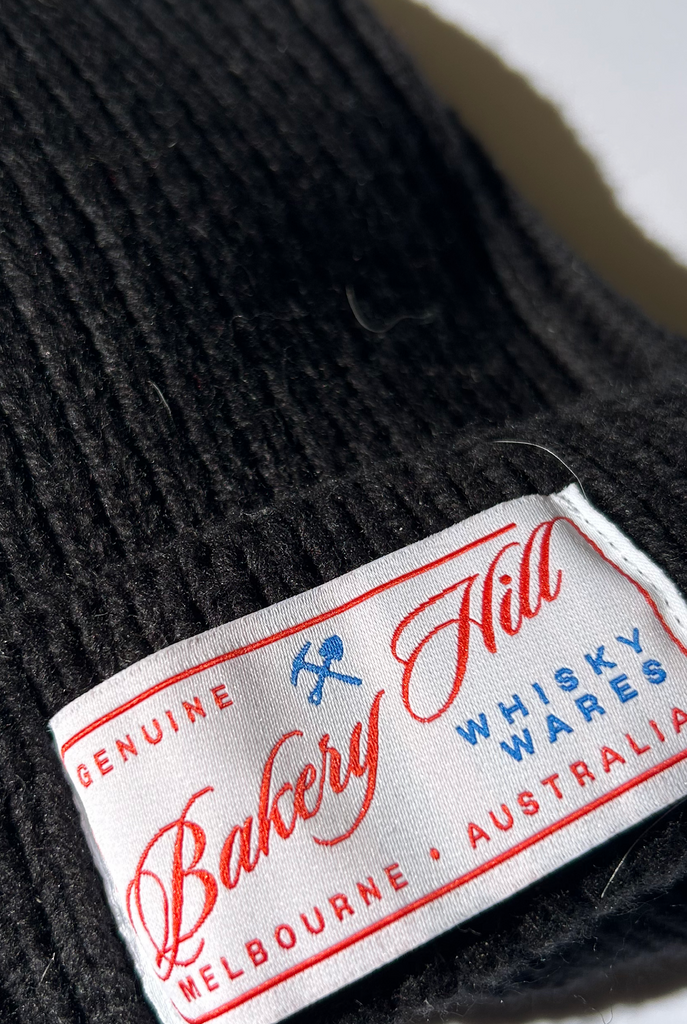 GENUINE
Bakery Hill
WHISKY
WARES
MELBOURNE • AUSTRALIA